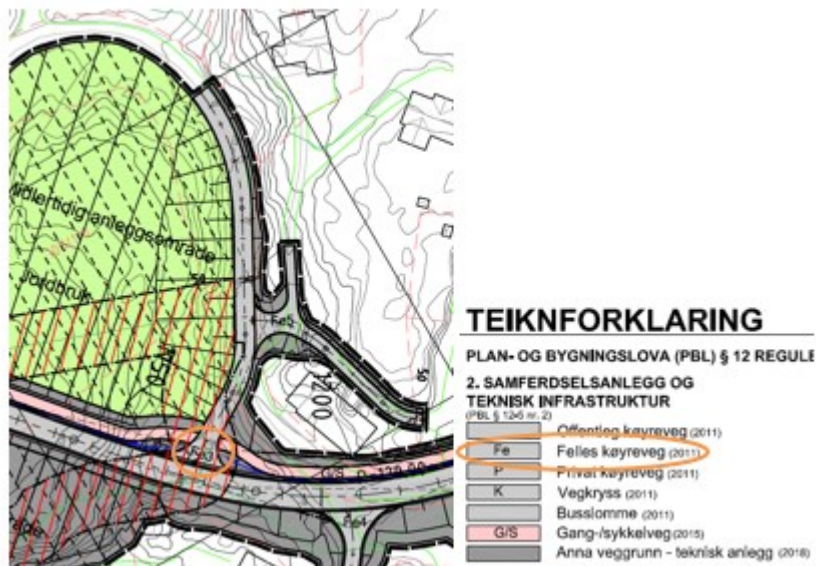 Midlertidig anleggsområde
Jordbruk
Fe5
1200
G/S
Fe4
TEIKNFORKLARING
PLAN- OG BYGNINGSLOVA (PBL) § 12 REGULE
2. SAMFERDSELSANLEGG OG
TEKNISK INFRASTRUKTUR
(PBL § 12-5 nr. 2)
Offentleg køyreveg (2011)
Fe Felles køyreveg (2011)
P Privat køyreveg (2011)
K Vegkryss (2011)
Busslomme (2011)
G/S Gang-/sykkelveg (2015)
Anna veggrunn - teknisk anlegg (2018)